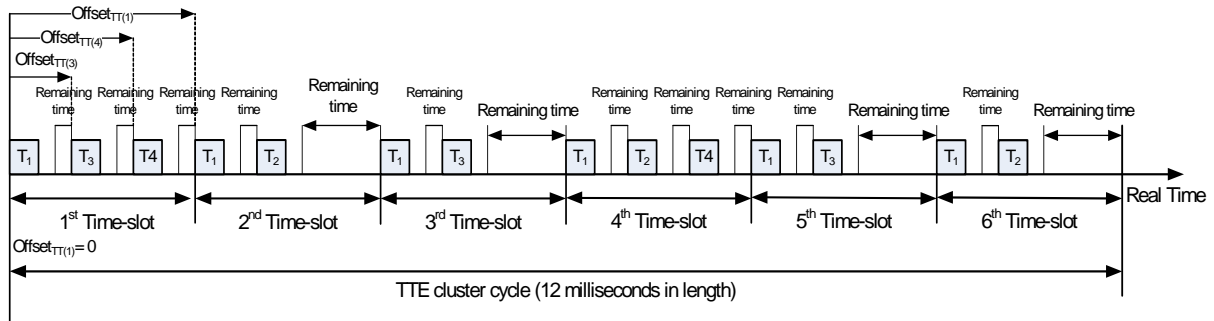 Offset_TT(1)
Offset_TT(4)
Offset_TT(3)
Remaining time
Remaining time
Remaining time
Remaining time
Remaining time
Remaining time
Remaining time
Remaining time
Remaining time
Remaining time
Remaining time
Remaining time
Remaining time
Remaining time
T₁ T₃ T4 T₁ T₂ T₁ T₃ T₁ T₂ T4 T₁ T₃ T₁ T₂
Real Time
1st Time-slot 2nd Time-slot 3rd Time-slot 4th Time-slot 5th Time-slot 6th Time-slot
Offset_TT(1)= 0
TTE cluster cycle (12 milliseconds in length)